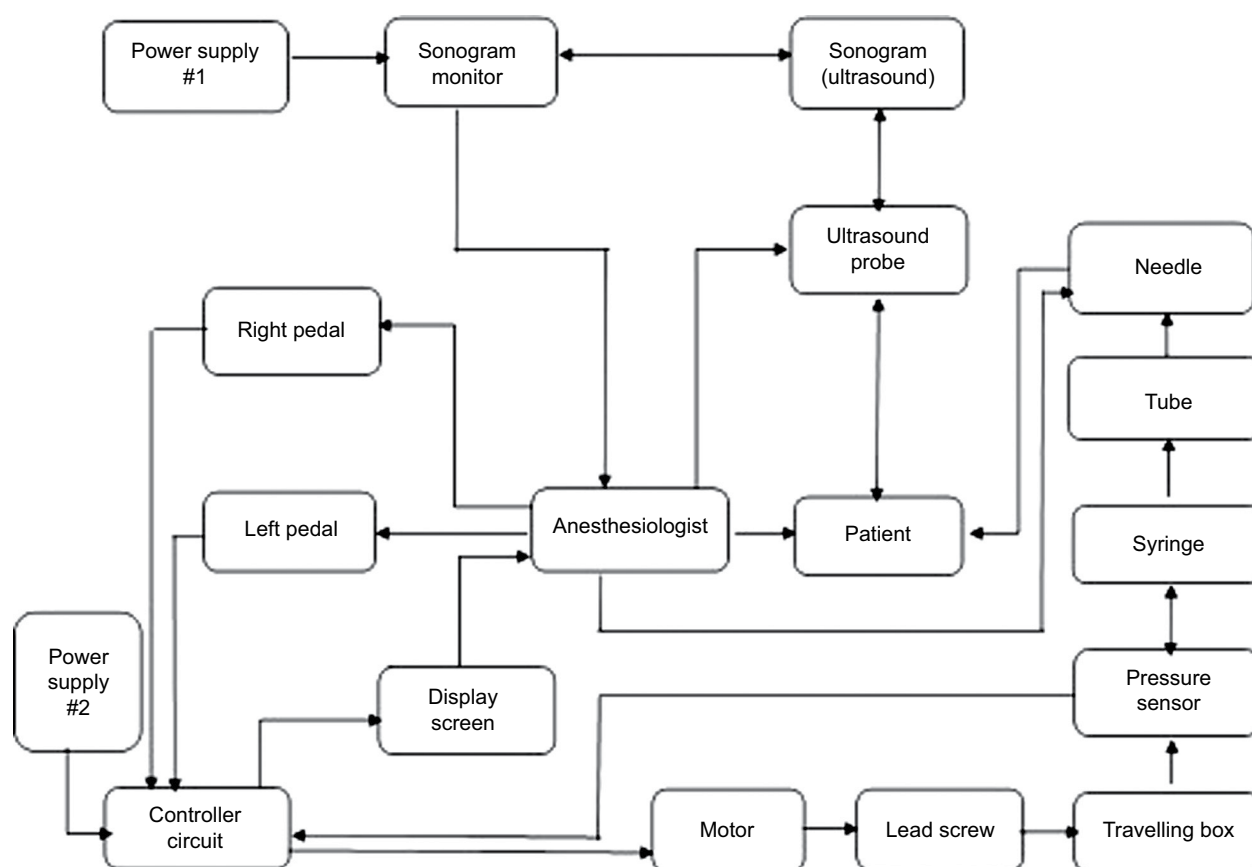 Power supply
#1
Sonogram
monitor
Sonogram
(ultrasound)
Ultrasound
probe
Needle
Right pedal
Tube
Left pedal
Anesthesiologist
Patient
Syringe
Power
supply
#2
Display
screen
Pressure
sensor
Controller
circuit
Motor
Lead screw
Travelling box